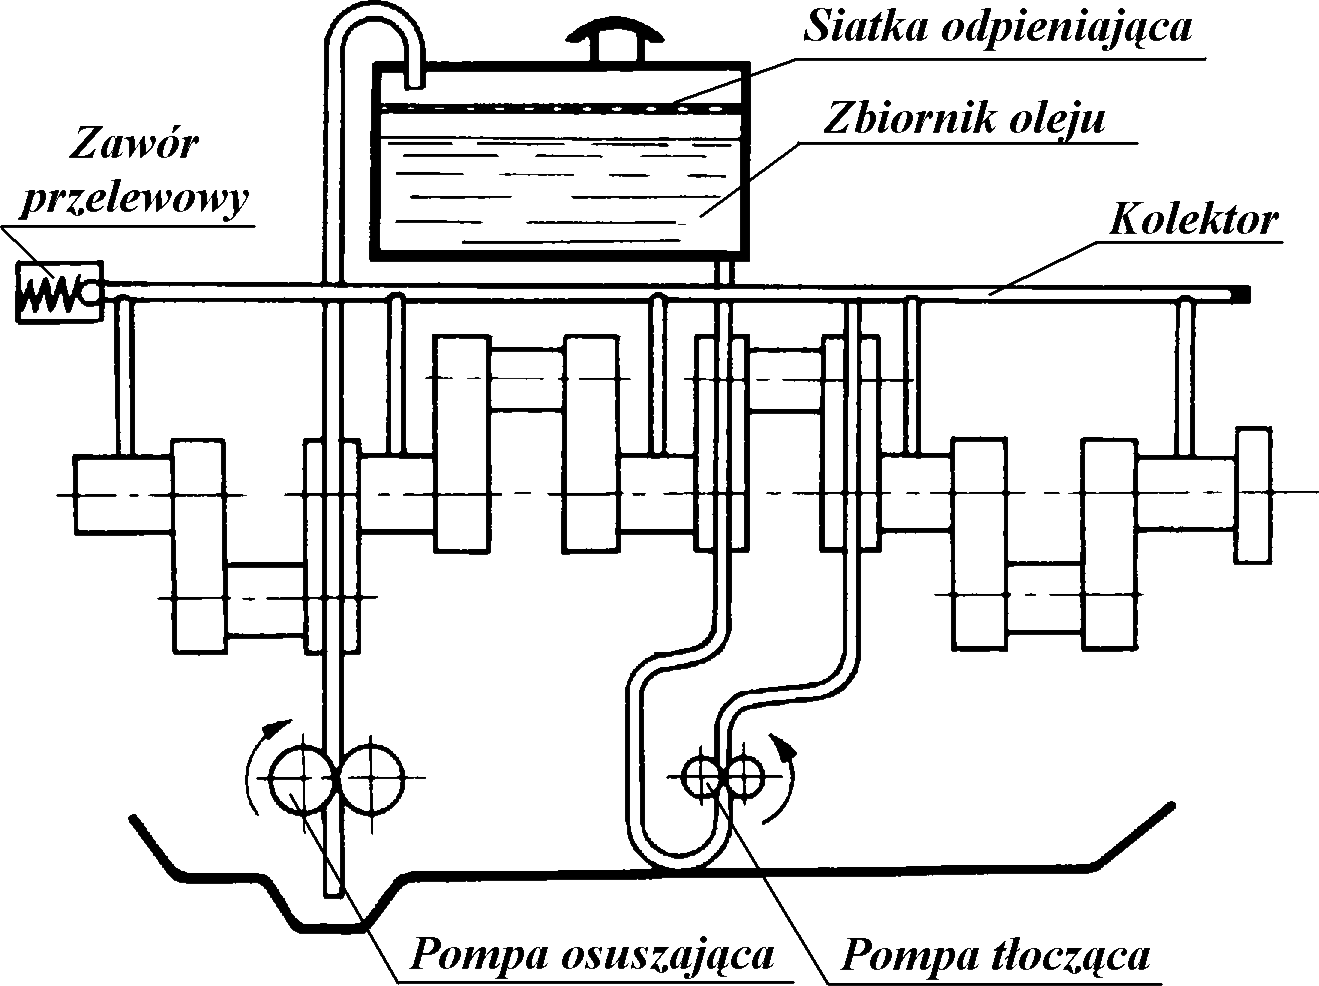 Siatka odpieniająca
Zbiornik oleju
Zawór
przelewowy
Kolektor
Pompa osuszająca
Pompa tłocząca